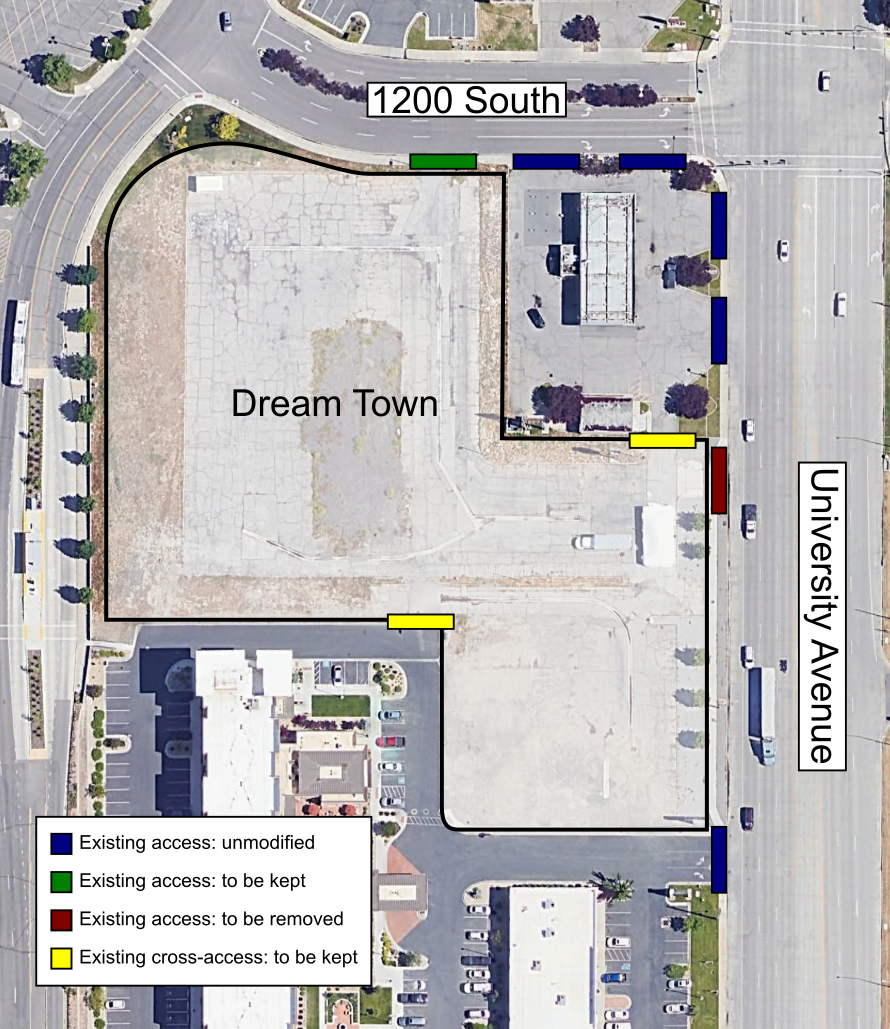 1200 South
Dream Town
University Avenue
Existing access: unmodified
Existing access: to be kept
Existing access: to be removed
Existing cross-access: to be kept